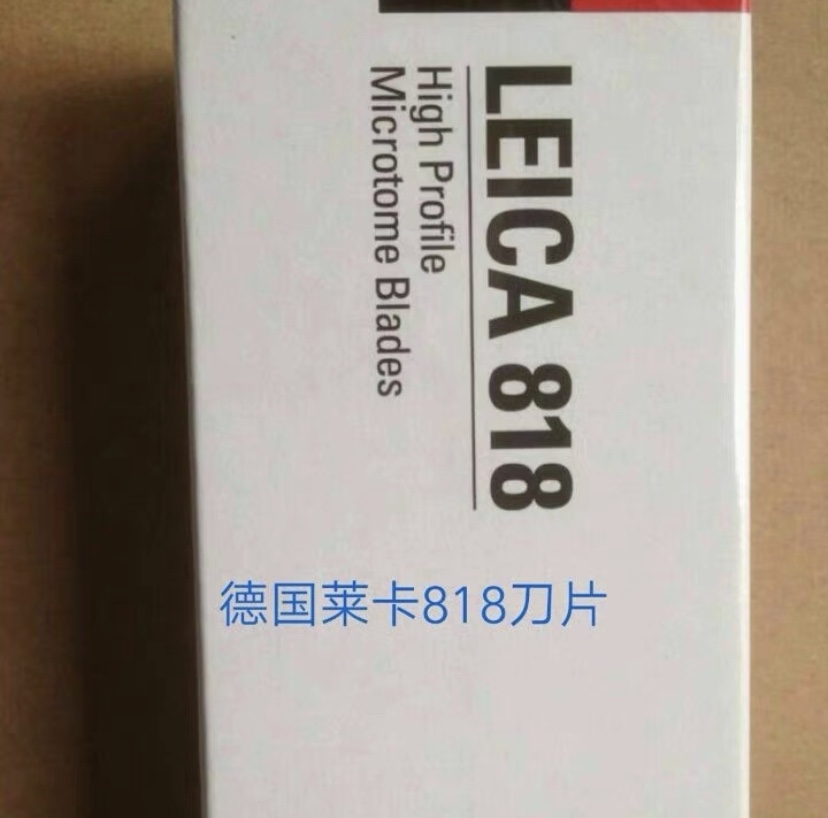 LEICA 818
High Profile
Microtome Blades
德国莱卡818刀片